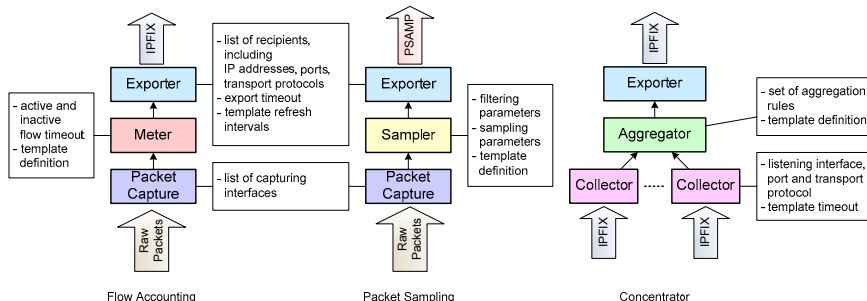 IPFIX
PSAMP
IPFIX
- list of recipients,
including
IP addresses, ports,
transport protocols
- export timeout
- template refresh
intervals
Exporter
Exporter
Exporter
- active and
inactive
flow timeout
- template
definition
Meter
Sampler
- filtering
parameters
- sampling
parameters
- template
definition
Aggregator
- set of aggregation
rules
- template definition
Packet
Capture
- list of capturing
interfaces
Packet
Capture
Collector
Collector
- listening interface,
port and transport
protocol
- template timeout
Raw
Packets
Raw
Packets
IPFIX
IPFIX
Flow Accounting
Packet Sampling
Concentrator